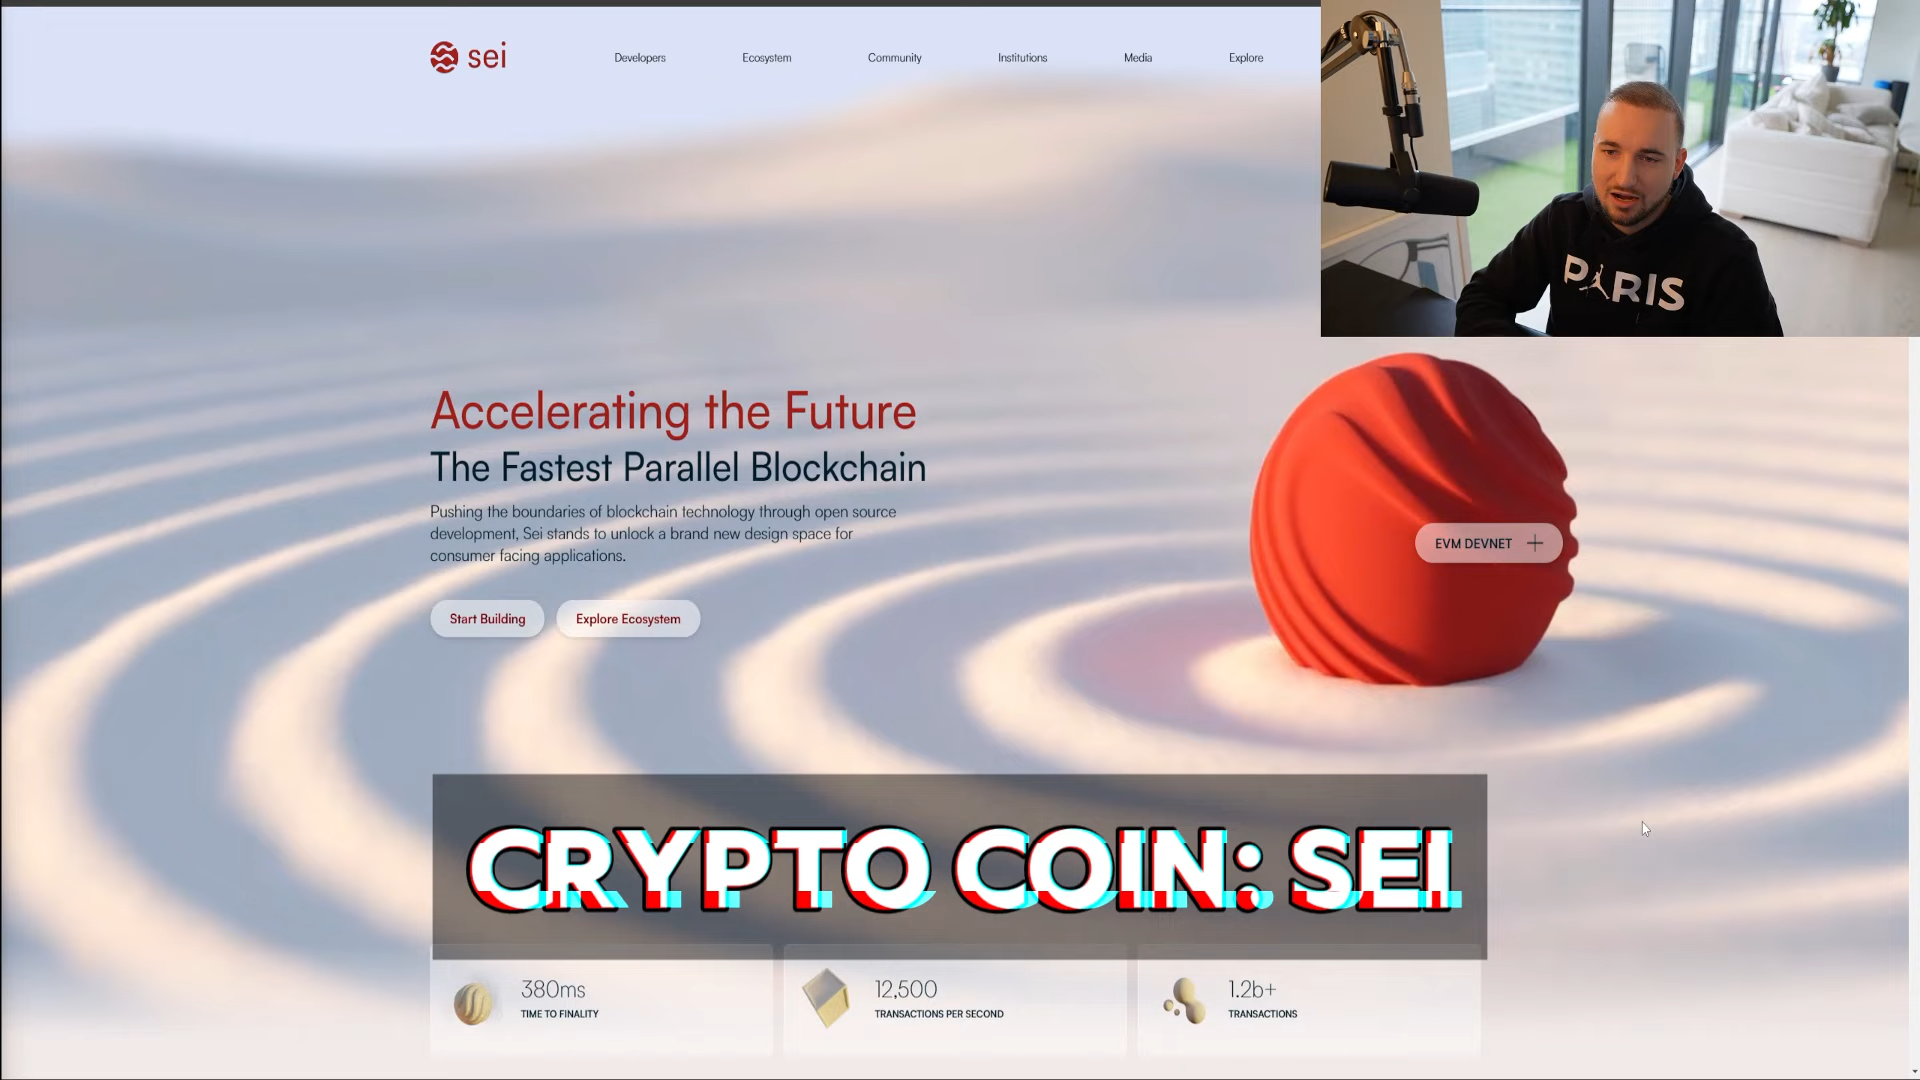 sei
Developers
Ecosystem
Community
Institutions
Media
Explore
PARIS
Accelerating the Future
The Fastest Parallel Blockchain
Pushing the boundaries of blockchain technology through open source
development, Sei stands to unlock a brand new design space for
consumer facing applications.
EVM DEVNET
Start Building
Explore Ecosystem
CRYPTO COIN: SEI
380ms
TIME TO FINALITY
12,500
TRANSACTIONS PER SECOND
1.2b+
TRANSACTIONS